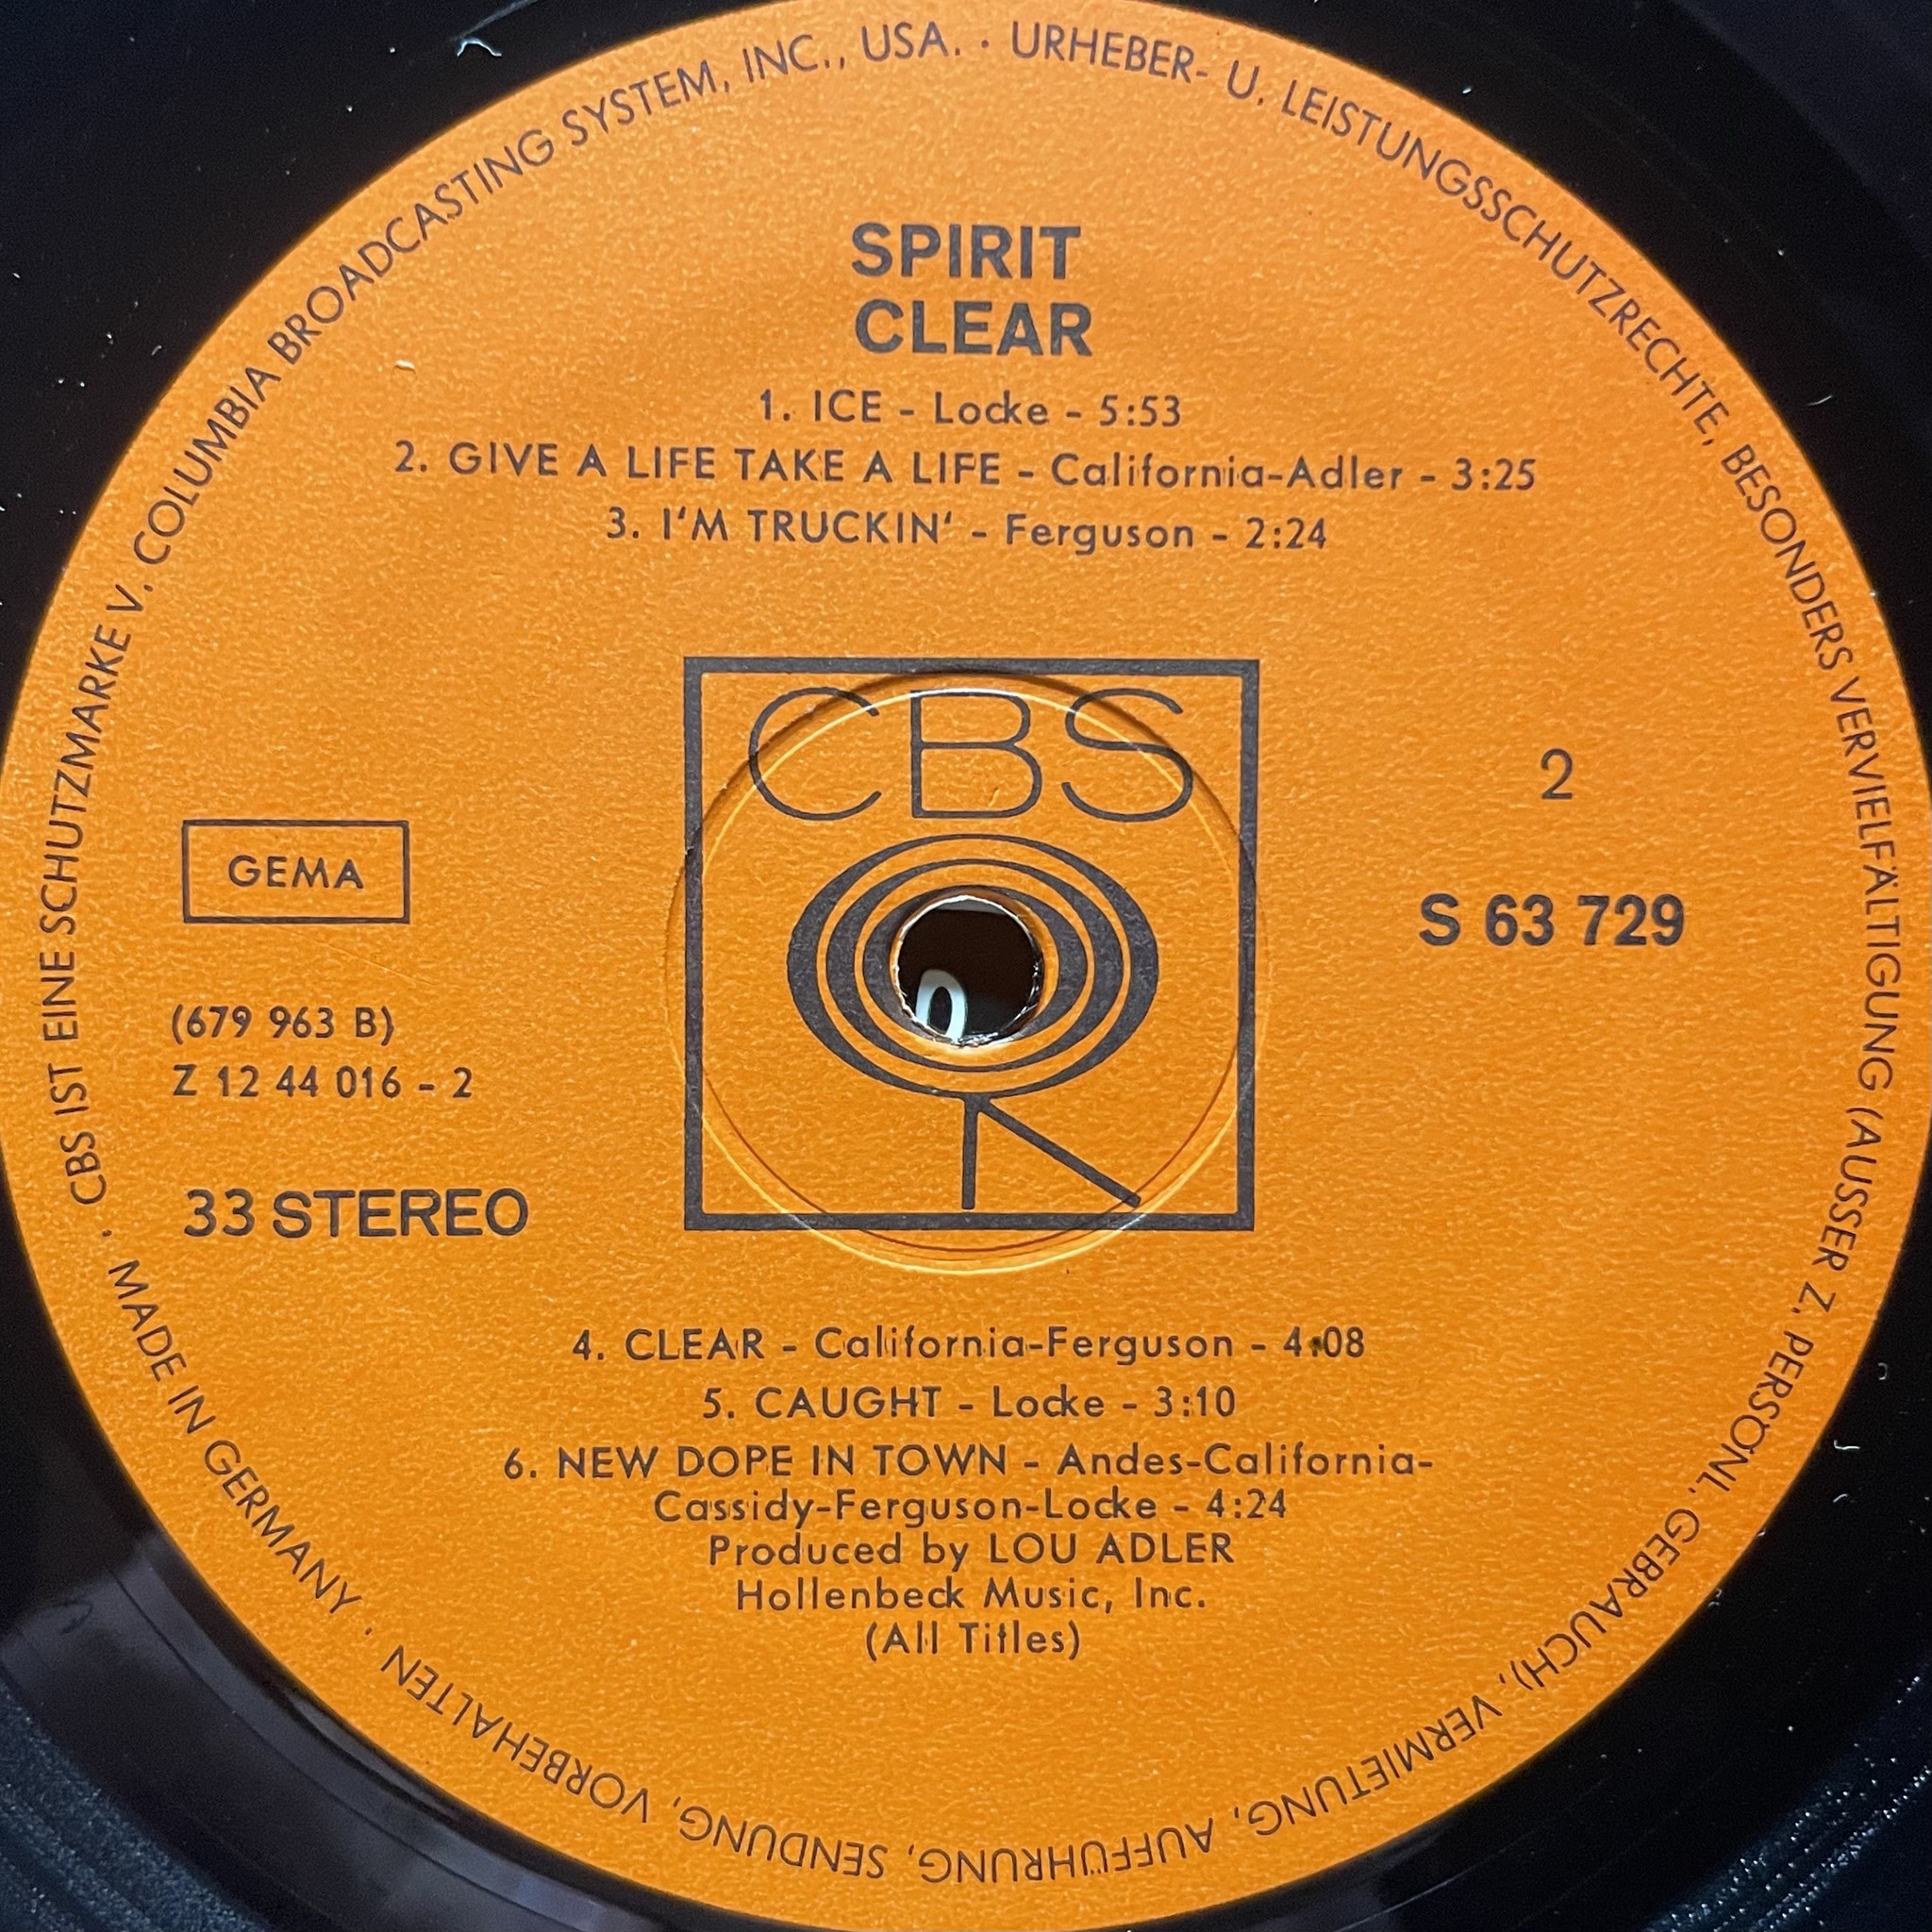 CBS IST EINE SCHUTZMARKE V. COLUMBIA BROADCASTING SYSTEM, INC., USA. · URHEBER- U. LEISTUNGSSCHUTZRECHTE, BESONDERS VERVIELFÄLTIGUNG (AUSSER Z. PERSÖNL. GEBRAUCH), VERMIETUNG, AUFFÜHRUNG, SENDUNG, VORBEHALTEN · MADE IN GERMANY ·
SPIRIT
CLEAR
1. ICE - Locke - 5:53
2. GIVE A LIFE TAKE A LIFE - California-Adler - 3:25
3. I'M TRUCKIN' - Ferguson - 2:24
CBS
2
GEMA
S 63 729
(679 963 B)
Z 12 44 016 - 2
33 STEREO
4. CLEAR - California-Ferguson - 4:08
5. CAUGHT - Locke - 3:10
6. NEW DOPE IN TOWN - Andes-California-
Cassidy-Ferguson-Locke - 4:24
Produced by LOU ADLER
Hollenbeck Music, Inc.
(All Titles)